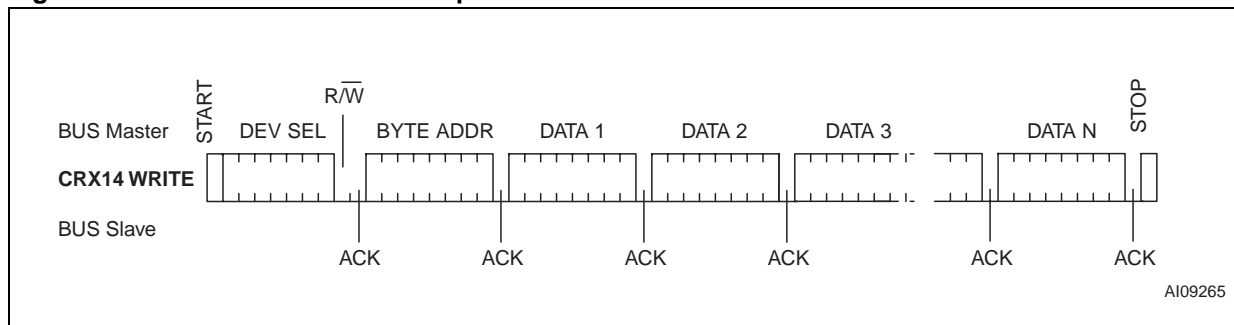 START
R/W
STOP
BUS Master DEV SEL BYTE ADDR DATA 1 DATA 2 DATA 3 DATA N
CRX14 WRITE
BUS Slave
ACK ACK ACK ACK ACK ACK
AI09265